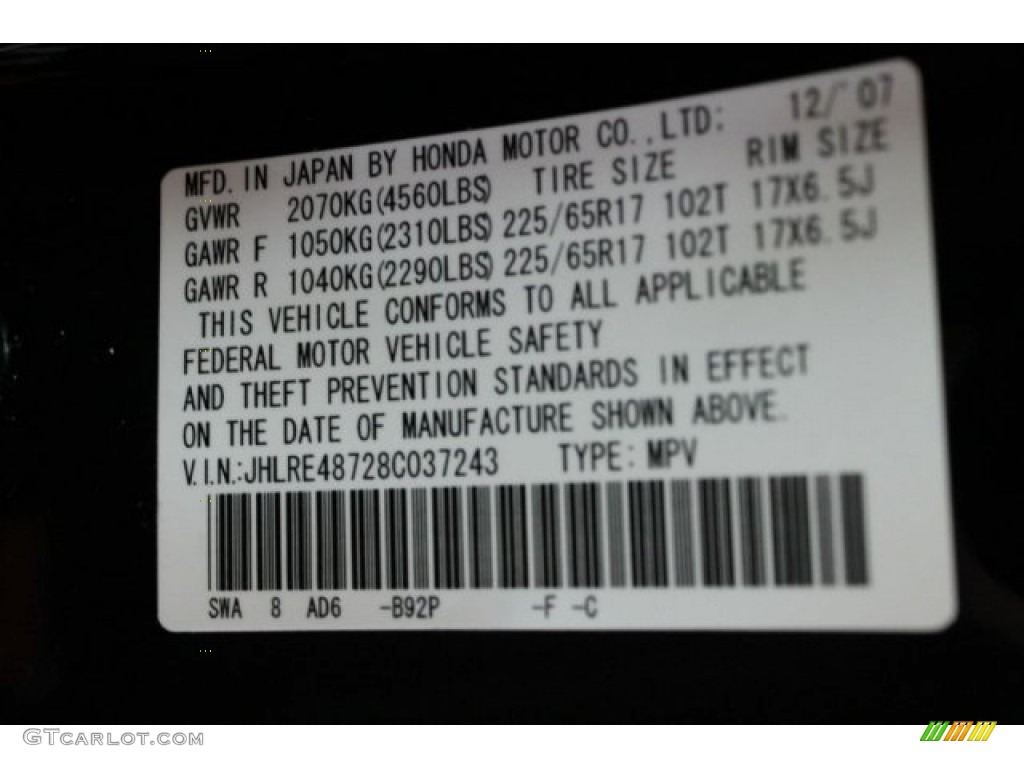 MFD. IN JAPAN BY HONDA MOTOR CO., LTD: 12/'07
GVWR 2070KG(4560LBS) TIRE SIZE RIM SIZE
GAWR F 1050KG(2310LBS) 225/65R17 102T 17X6.5J
GAWR R 1040KG(2290LBS) 225/65R17 102T 17X6.5J
THIS VEHICLE CONFORMS TO ALL APPLICABLE
FEDERAL MOTOR VEHICLE SAFETY
AND THEFT PREVENTION STANDARDS IN EFFECT
ON THE DATE OF MANUFACTURE SHOWN ABOVE.
V.I.N.:JHLRE48728C037243 TYPE: MPV
SWA 8 AD6 -B92P -F -C
GTcarlot.com